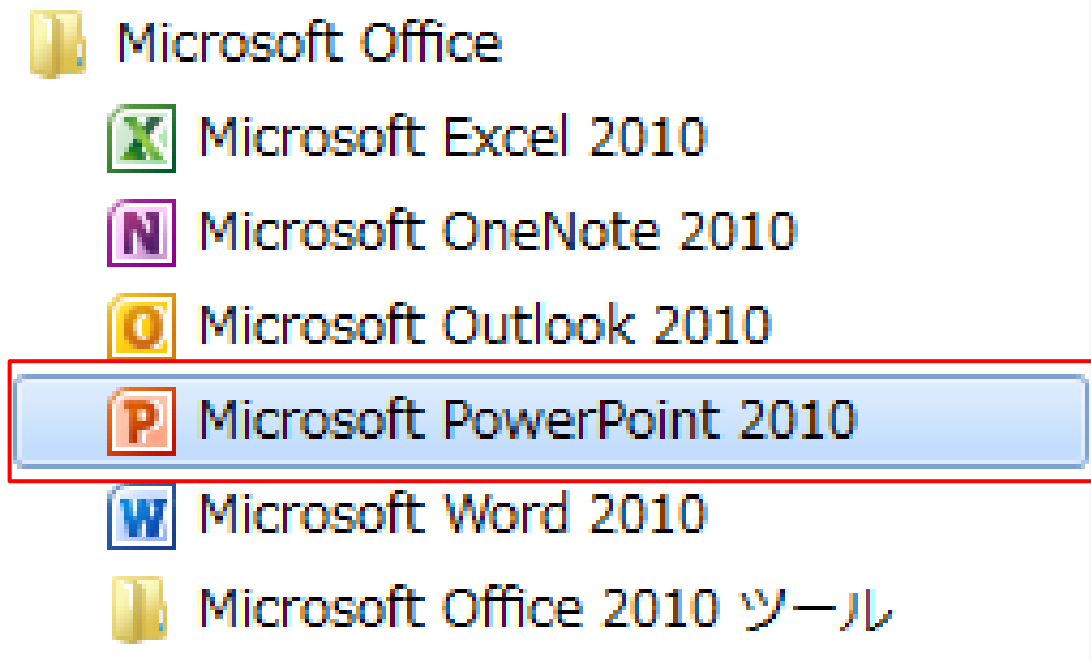 Microsoft Office
Microsoft Excel 2010
Microsoft OneNote 2010
Microsoft Outlook 2010
Microsoft PowerPoint 2010
Microsoft Word 2010
Microsoft Office 2010 ツール